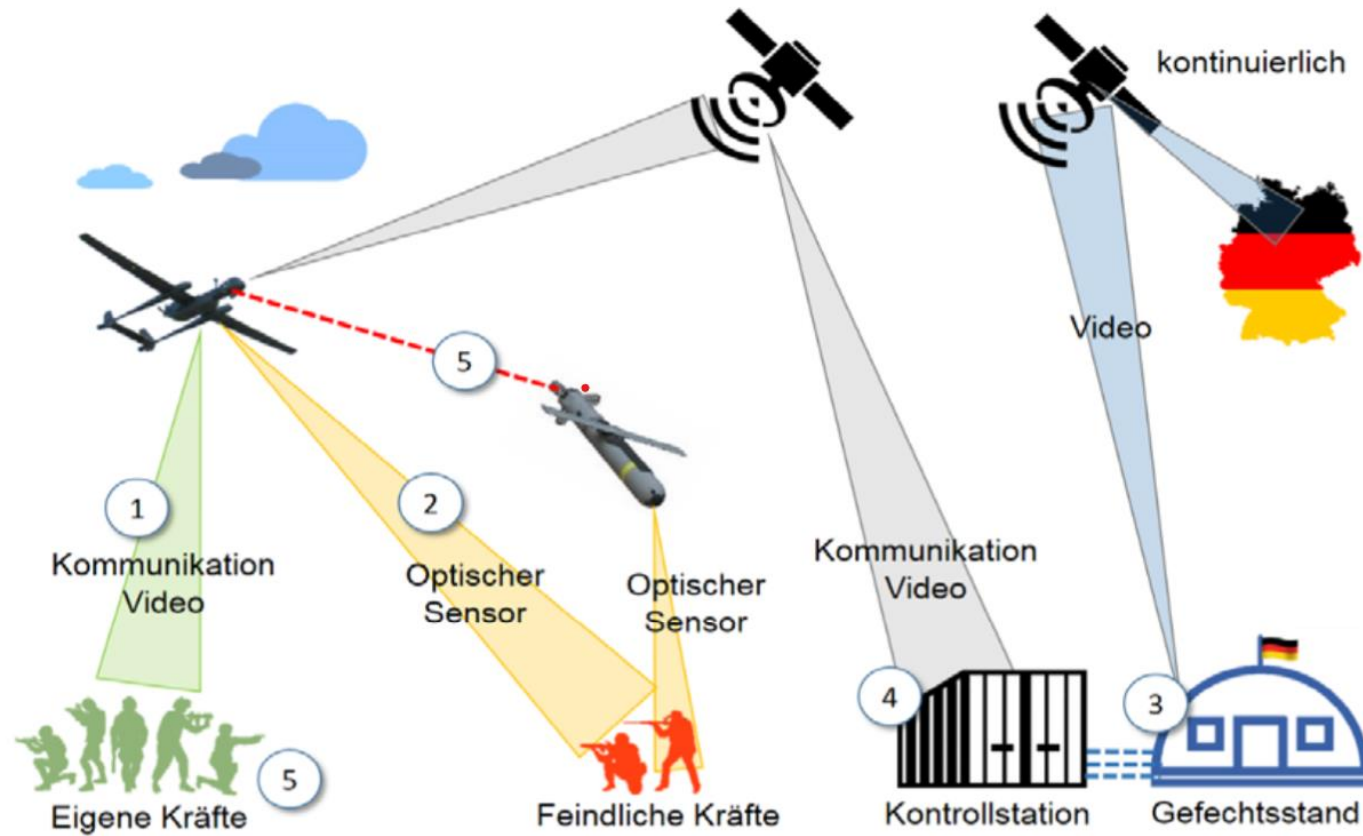 kontinuierlich
Video
5
1
2
Kommunikation
Video
Optischer
Sensor
Optischer
Sensor
Kommunikation
Video
4
3
5
Eigene Kräfte
Feindliche Kräfte
Kontrollstation
Gefechtsstand